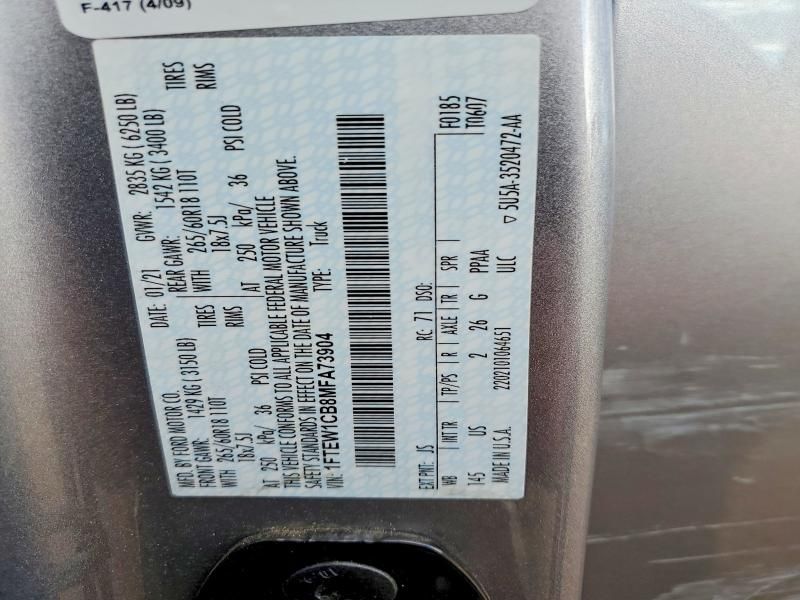 F-417 (4/09)
MFD. BY FORD MOTOR CO. DATE: 01/21 GVWR: 2835 KG ( 6250 LB)
FRONT GAWR: 1429 KG ( 3150 LB) REAR GAWR: 1542 KG ( 3400 LB)
WITH 265/60R18 110T TIRES WITH 265/60R18 110T TIRES
18x7.5J RIMS 18x7.5J RIMS
AT 250 kPa/ 36 PSI COLD AT 250 kPa/ 36 PSI COLD
THIS VEHICLE CONFORMS TO ALL APPLICABLE FEDERAL MOTOR VEHICLE
SAFETY STANDARDS IN EFFECT ON THE DATE OF MANUFACTURE SHOWN ABOVE.
VIN: 1FTEW1CB8MFA73904 TYPE: Truck
EXT PNT: JS RC: 71 DSO: F0185
WB INTTR TP/PS R AXLE TR SPR T0607
145 US 2 26 G PPAA
MADE IN U.S.A. 220210106465​1 ULC ▽ 5U5A-3520472-AA